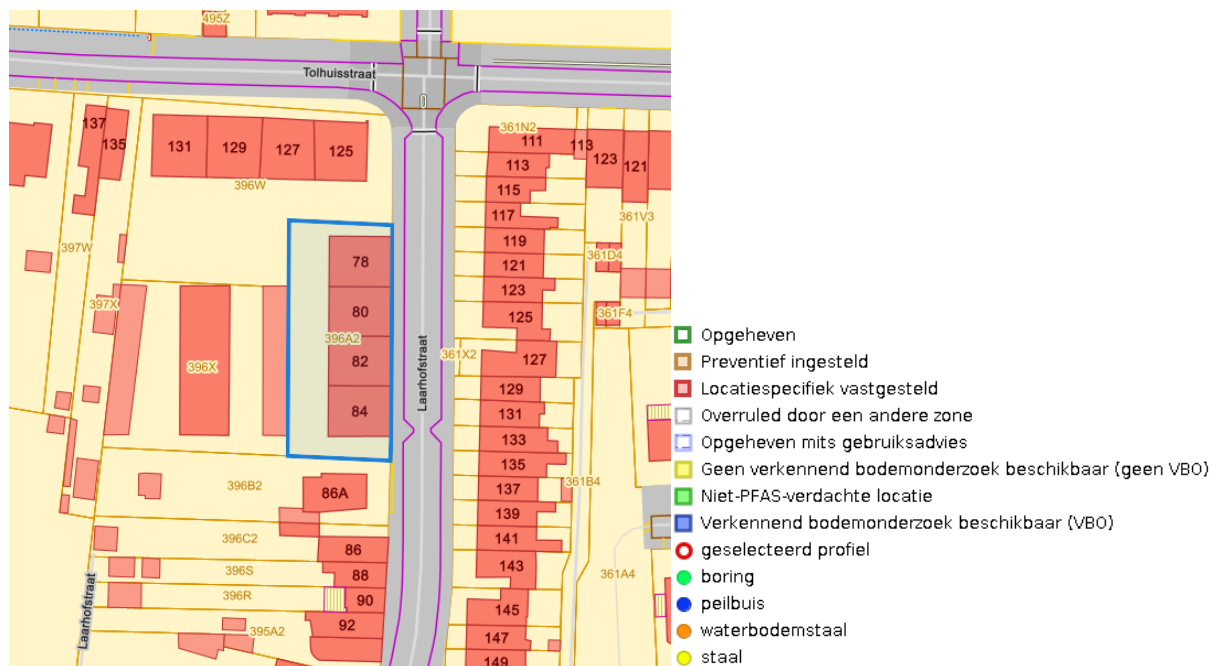 495Z
Tolhuisstraat
137
135
131
129
127
125
396W
361N2
111
113
113
123
121
115
117
361V3
119
397W
361D4
121
78
123
397X
80
125
361F4
396A2
396X
82
361X2
127
Laarhofstraat
84
129
131
133
135
361B4
137
396B2
86A
139
396C2
141
86
143
361A4
396S
88
396R
90
145
Laarhofstraat
395A2
92
147
149
Opgeheven
Preventief ingesteld
Locatiespecifiek vastgesteld
Overruled door een andere zone
Opgeheven mits gebruiksadvies
Geen verkennend bodemonderzoek beschikbaar (geen VBO)
Niet-PFAS-verdachte locatie
Verkennend bodemonderzoek beschikbaar (VBO)
geselecteerd profiel
boring
peilbuis
waterbodemstaal
staal